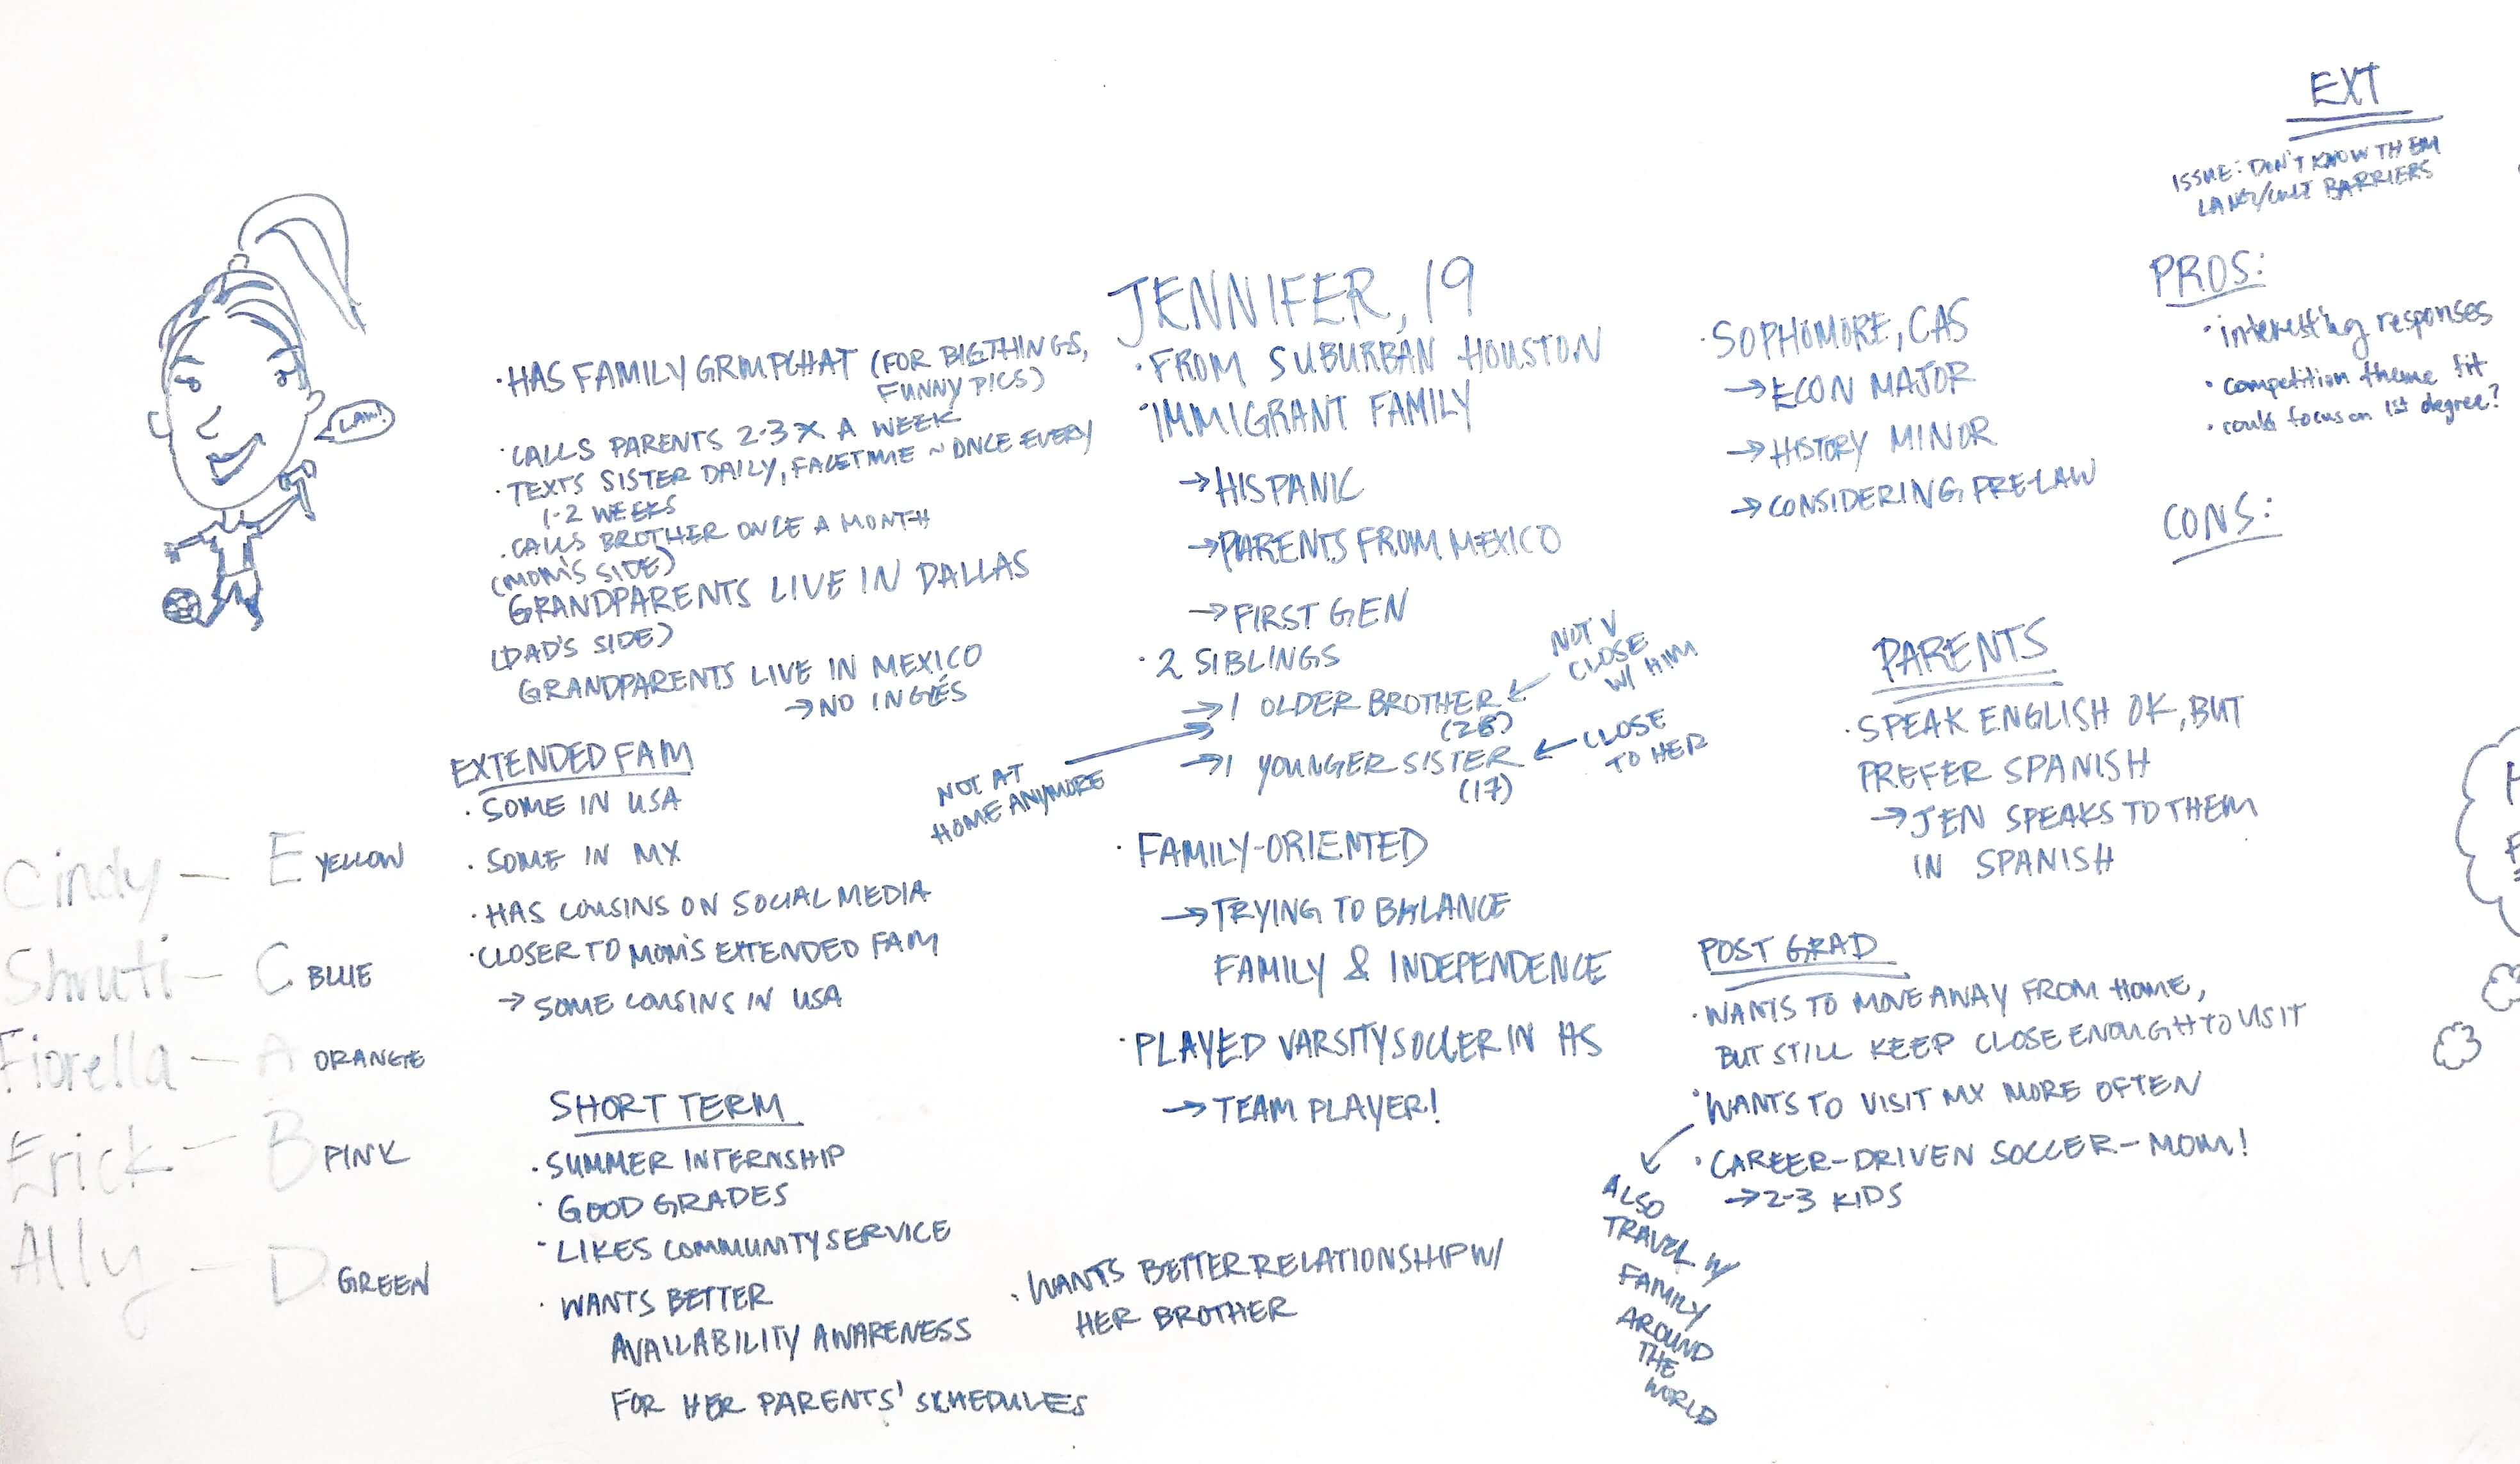 EXT
ISSUE: DON'T KNOW THEM
LANG/CULT BARRIERS
PROS:
· interesting responses
· competition theme fit
· could focus on 1st degree?
CONS:
JENNIFER, 19
· FROM SUBURBAN HOUSTON
· IMMIGRANT FAMILY
→ HISPANIC
→ PARENTS FROM MEXICO
→ FIRST GEN
· 2 SIBLINGS
→ 1 OLDER BROTHER
(28)
NOT V
CLOSE
W/ HIM
→ 1 YOUNGER SISTER
(17)
CLOSE
TO HER
NOT AT
HOME ANYMORE
· FAMILY-ORIENTED
→ TRYING TO BALANCE
FAMILY & INDEPENDENCE
· PLAYED VARSITY SOCCER IN HS
→ TEAM PLAYER!
· SOPHOMORE, CAS
→ ECON MAJOR
→ HISTORY MINOR
→ CONSIDERING PRE-LAW
· HAS FAMILY GROUPCHAT (FOR BIG THINGS,
FUNNY PICS)
· CALLS PARENTS 2-3 X A WEEK
· TEXTS SISTER DAILY, FACETIME ~ ONCE EVERY
1-2 WEEKS
· CALLS BROTHER ONCE A MONTH
(MOM'S SIDE)
GRANDPARENTS LIVE IN DALLAS
(DAD'S SIDE)
GRANDPARENTS LIVE IN MEXICO
→ NO INGLÉS
EXTENDED FAM
· SOME IN USA
· SOME IN MX
· HAS COUSINS ON SOCIAL MEDIA
· CLOSER TO MOM'S EXTENDED FAM
→ SOME COUSINS IN USA
Cindy — E YELLOW
Shruti — C BLUE
Fiorella — A ORANGE
Erick — B PINK
Ally — D GREEN
SHORT TERM
· SUMMER INTERNSHIP
· GOOD GRADES
- LIKES COMMUNITY SERVICE
· WANTS BETTER
AVAILABILITY AWARENESS
FOR HER PARENTS' SCHEDULES
· WANTS BETTER RELATIONSHIP W/
HER BROTHER
PARENTS
· SPEAK ENGLISH OK, BUT
PREFER SPANISH
→ JEN SPEAKS TO THEM
IN SPANISH
POST GRAD
· WANTS TO MOVE AWAY FROM HOME,
BUT STILL KEEP CLOSE ENOUGH TO VISIT
· WANTS TO VISIT MX MORE OFTEN
· CAREER-DRIVEN SOCCER-MOM!
→ 2-3 KIDS
ALSO
TRAVEL W/
FAMILY
AROUND
THE
WORLD